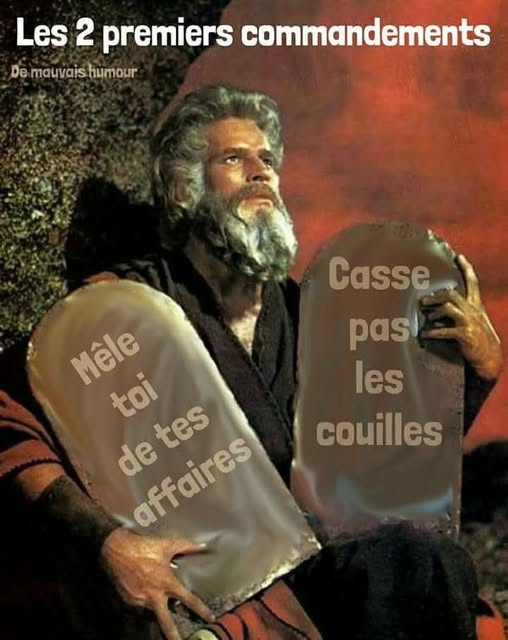 Les 2 premiers commandements
De mauvais humour
Mêle
toi
de tes
affaires
Casse
pas
les
couilles